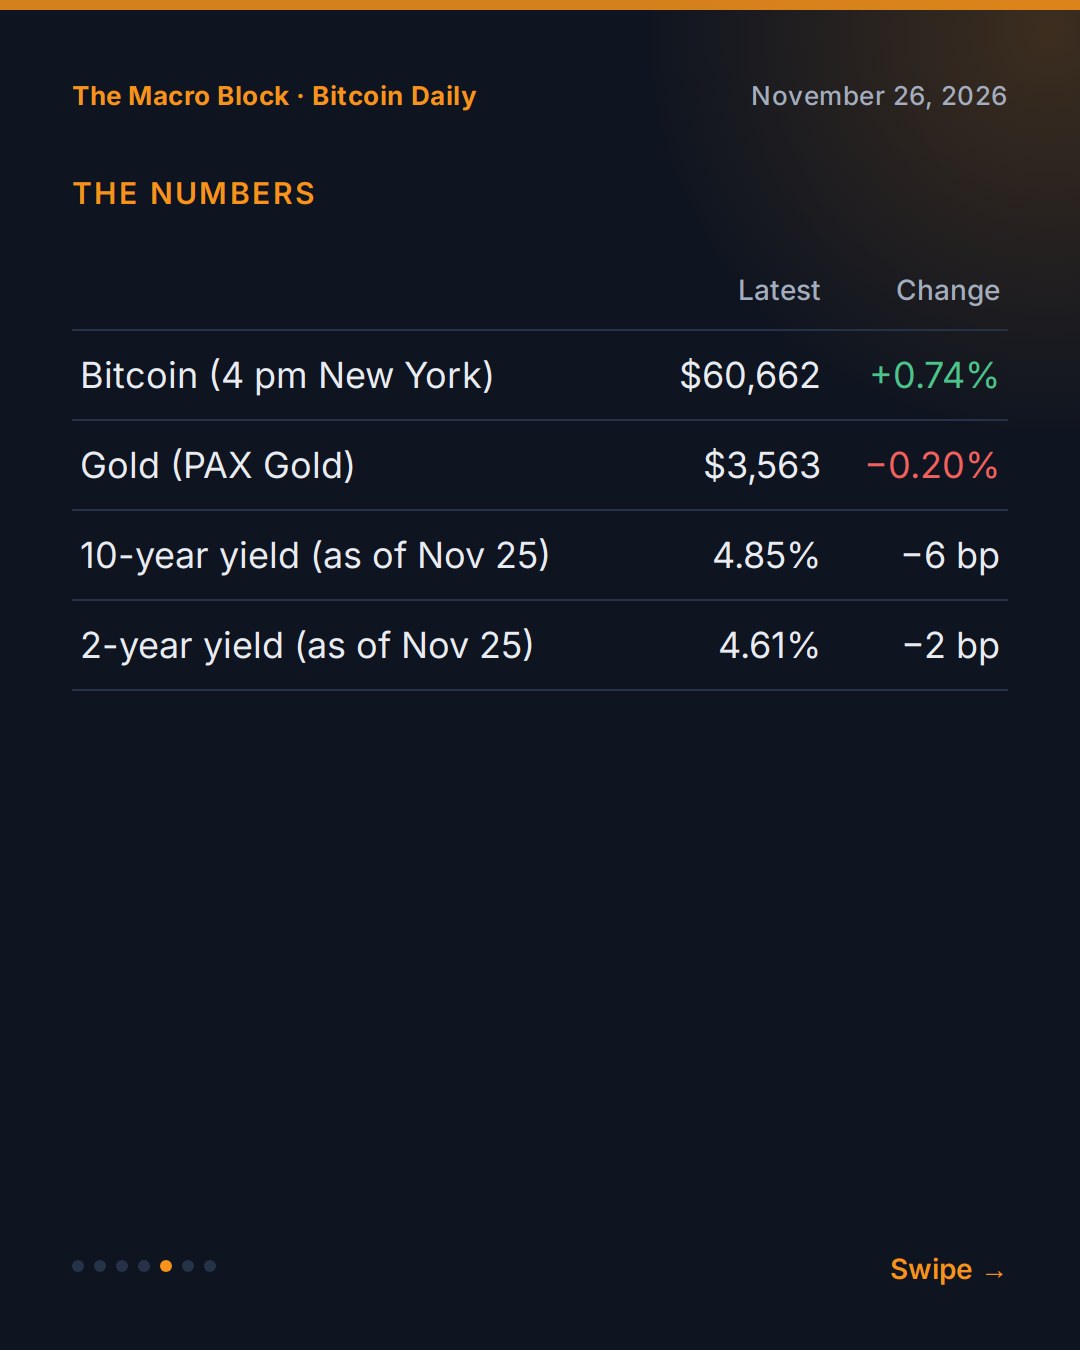 The Macro Block · Bitcoin Daily November 26, 2026
THE NUMBERS
Latest Change
Bitcoin (4 pm New York) $60,662 +0.74%
Gold (PAX Gold) $3,563 −0.20%
10-year yield (as of Nov 25) 4.85% −6 bp
2-year yield (as of Nov 25) 4.61% −2 bp
Swipe →